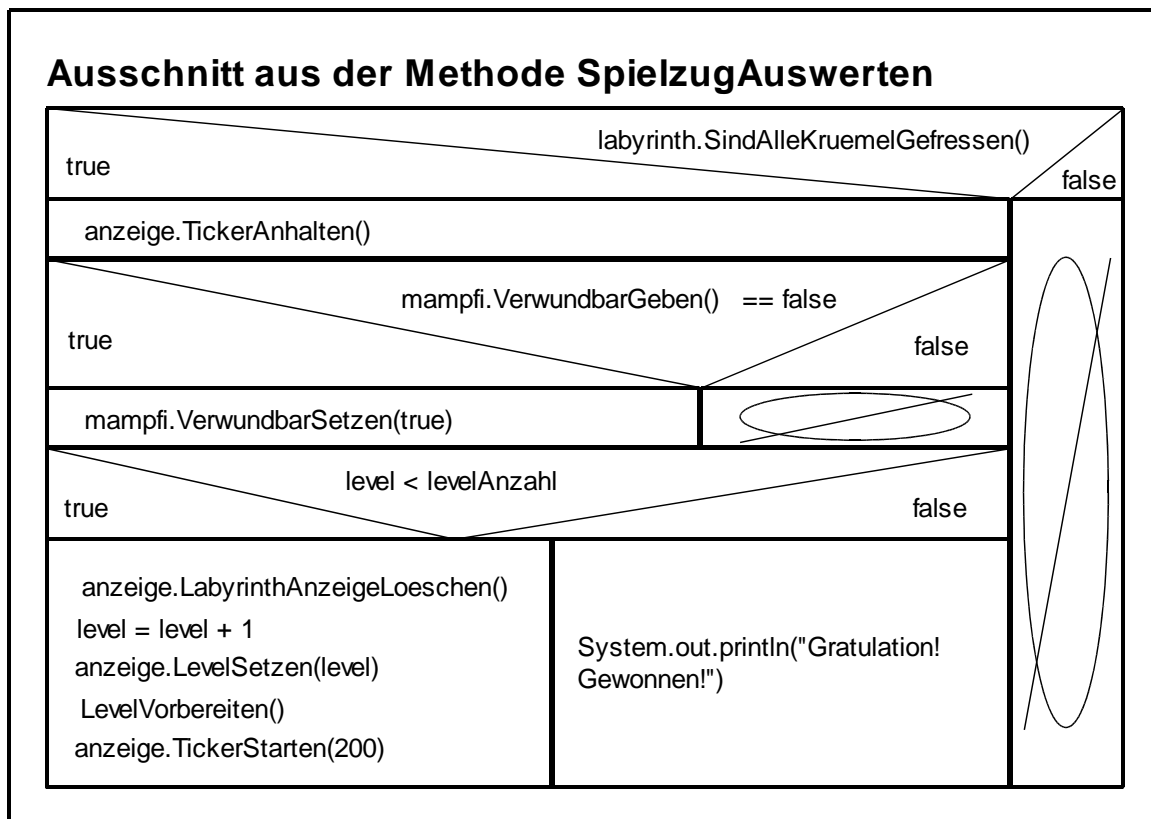 Ausschnitt aus der Methode SpielzugAuswerten
labyrinth.SindAlleKruemelGefressen()
true
false
anzeige.TickerAnhalten()
mampfi.VerwundbarGeben() == false
true
false
mampfi.VerwundbarSetzen(true)
level < levelAnzahl
true
false
anzeige.LabyrinthAnzeigeLoeschen()
level = level + 1
anzeige.LevelSetzen(level)
LevelVorbereiten()
anzeige.TickerStarten(200)
System.out.println("Gratulation!
Gewonnen!")